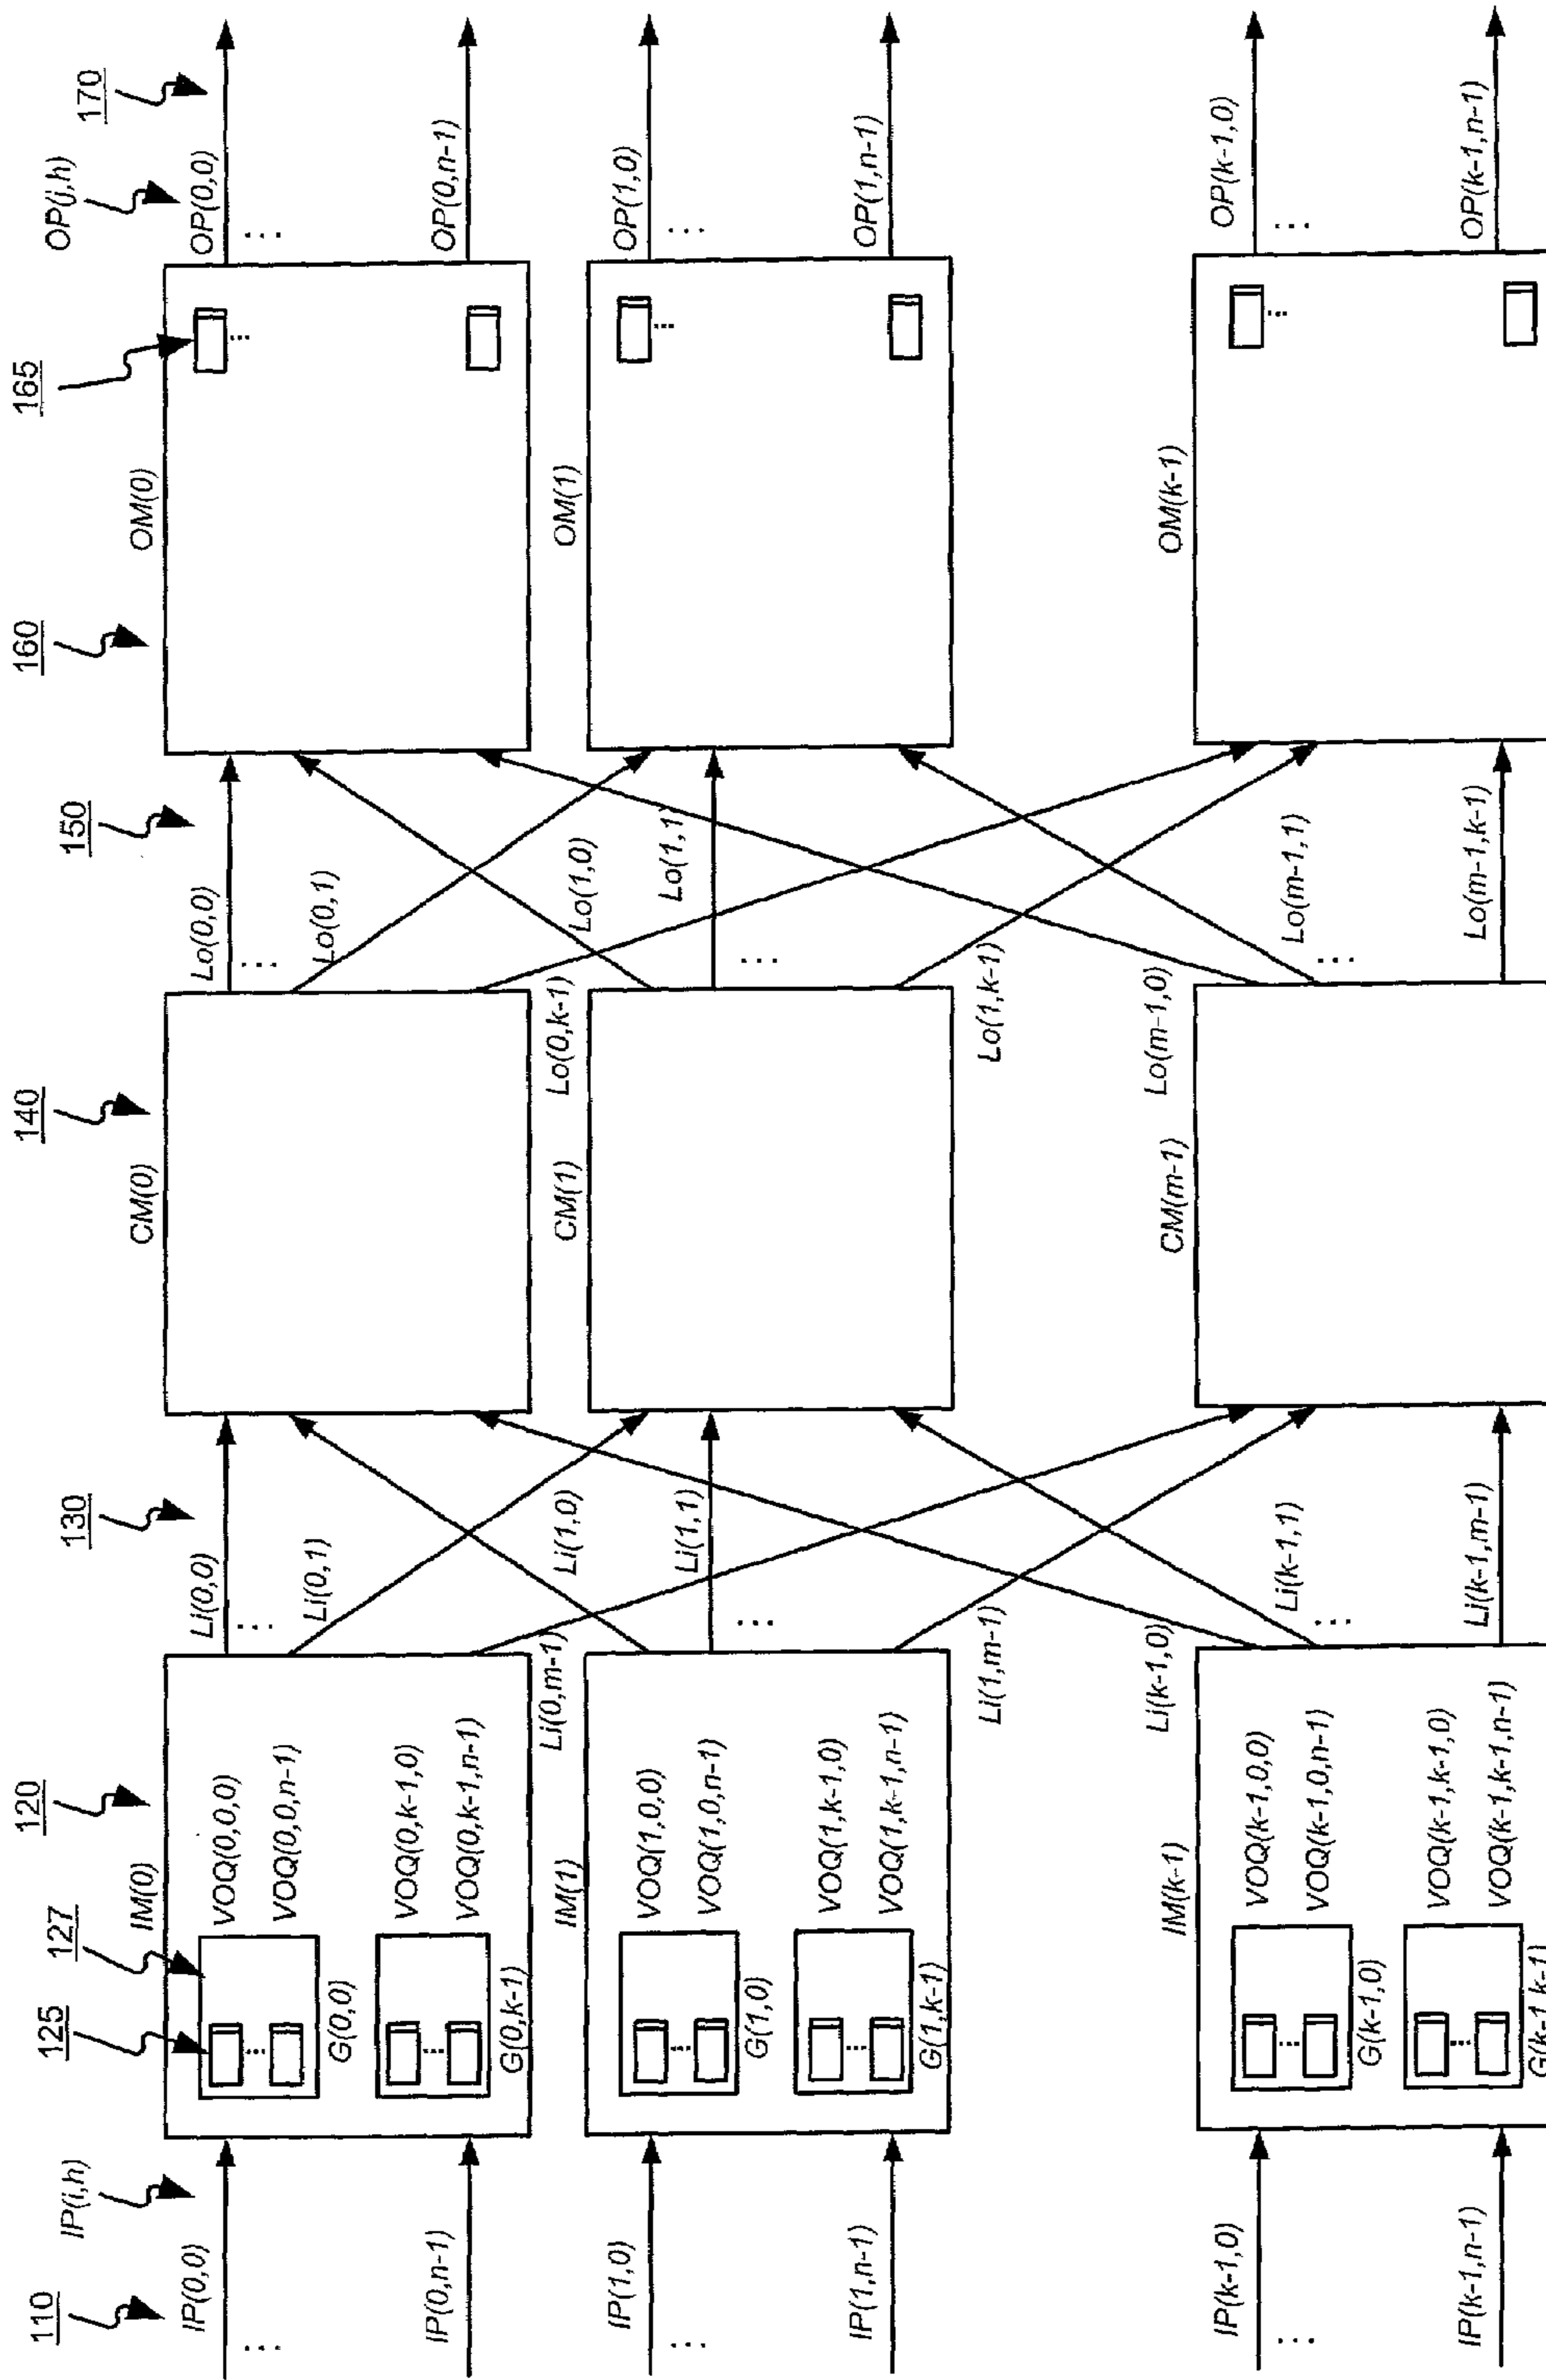 110
IP(i,h)
125
127
120
130
140
150
160
165
OP(j,h)
170
IP(0,0)
...
IP(0,n-1)
IM(0)
VOQ(0,0,0)
VOQ(0,0,n-1)
G(0,0)
VOQ(0,k-1,0)
VOQ(0,k-1,n-1)
G(0,k-1)
Li(0,0)
...
Li(0,1)
Li(0,m-1)
CM(0)
Lo(0,0)
...
Lo(0,1)
Lo(0,k-1)
OM(0)
OP(0,0)
...
OP(0,n-1)
IP(1,0)
...
IP(1,n-1)
IM(1)
VOQ(1,0,0)
VOQ(1,0,n-1)
G(1,0)
VOQ(1,k-1,0)
VOQ(1,k-1,n-1)
G(1,k-1)
Li(1,0)
Li(1,1)
...
Li(1,m-1)
CM(1)
Lo(1,0)
Lo(1,1)
...
Lo(1,k-1)
OM(1)
OP(1,0)
...
OP(1,n-1)
IP(k-1,0)
...
IP(k-1,n-1)
IM(k-1)
VOQ(k-1,0,0)
VOQ(k-1,0,n-1)
G(k-1,0)
VOQ(k-1,k-1,0)
VOQ(k-1,k-1,n-1)
G(k-1,k-1)
Li(k-1,0)
Li(k-1,1)
...
Li(k-1,m-1)
CM(m-1)
Lo(m-1,0)
Lo(m-1,1)
...
Lo(m-1,k-1)
OM(k-1)
OP(k-1,0)
...
OP(k-1,n-1)